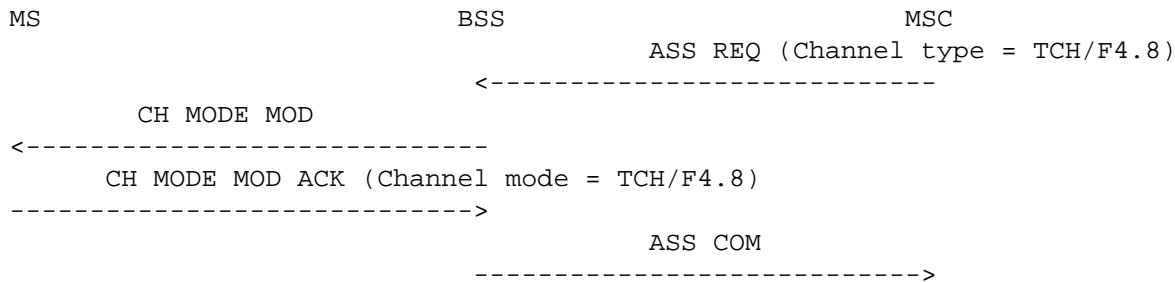 MS BSS MSC
ASS REQ (Channel type = TCH/F4.8)
<----------------------------
CH MODE MOD
<-----------------------------
CH MODE MOD ACK (Channel mode = TCH/F4.8)
----------------------------->
ASS COM
---------------------------->